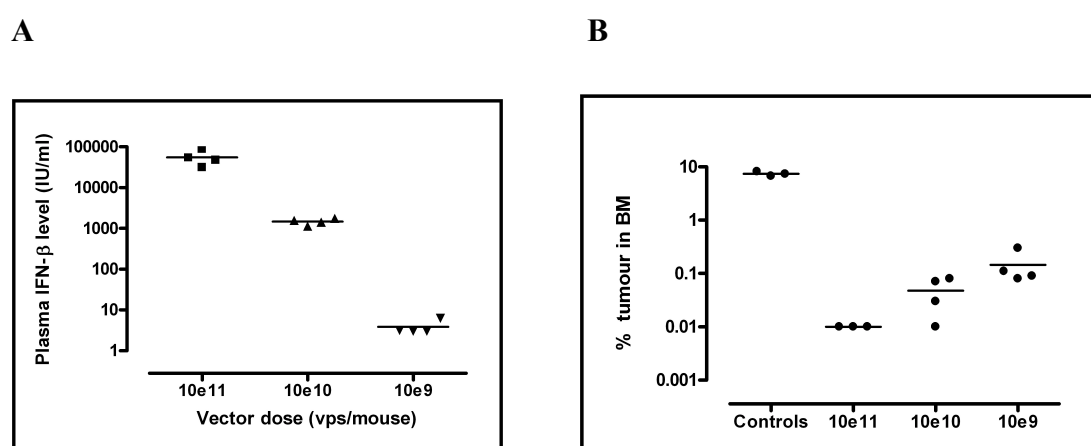 A
B
Plasma IFN-β level (IU/ml)
100000
10000
1000
100
10
1
10e11 10e10 10e9
Vector dose (vps/mouse)
% tumour in BM
10
1
0.1
0.01
0.001
Controls 10e11 10e10 10e9